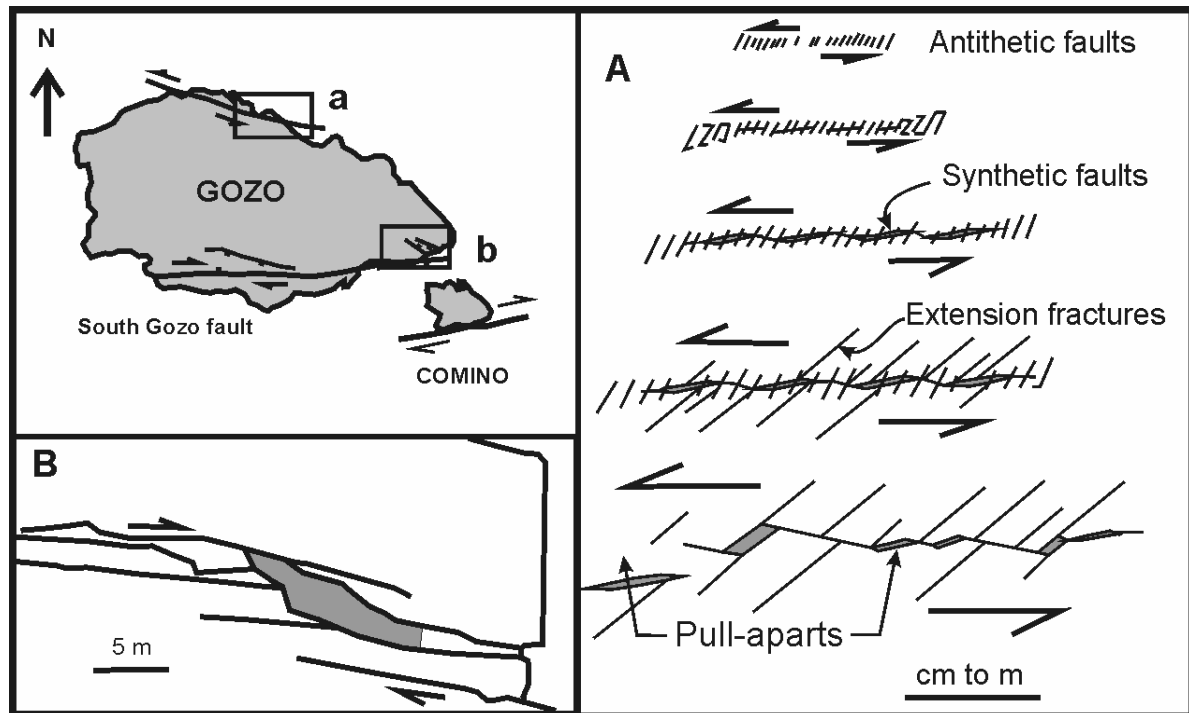 N
a
GOZO
b
South Gozo fault
COMINO
B
5 m
A
Antithetic faults
Synthetic faults
Extension fractures
Pull-aparts
cm to m